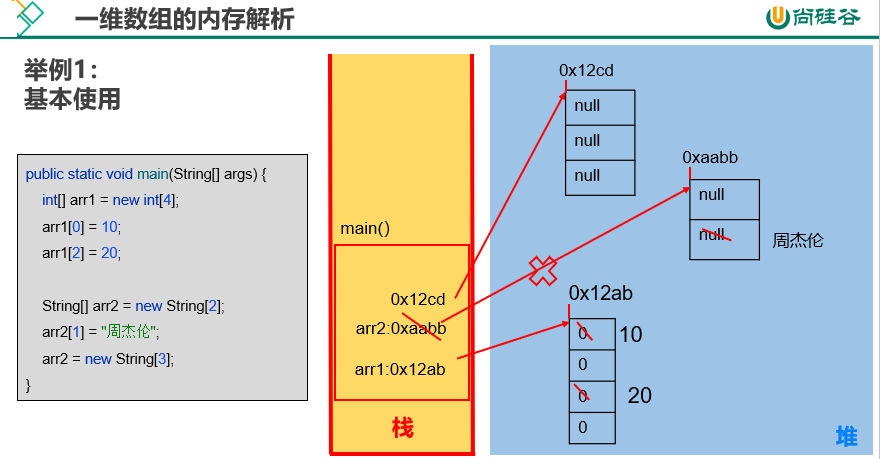 一维数组的内存解析
尚硅谷
举例1：
基本使用
public static void main(String[] args) {
int[] arr1 = new int[4];
arr1[0] = 10;
arr1[2] = 20;
String[] arr2 = new String[2];
arr2[1] = "周杰伦";
arr2 = new String[3];
}
main()
0x12cd
arr2:0xaabb
arr1:0x12ab
栈
0x12cd
null
null
null
0xaabb
null
null
周杰伦
0x12ab
0
10
0
0
20
0
堆